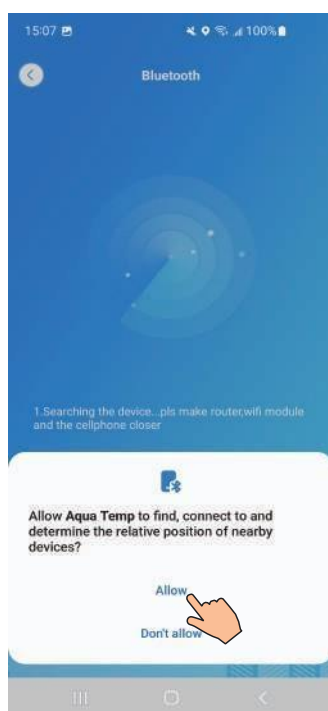 15:07 100%
Bluetooth
1.Searching the device...pls make router,wifi module
and the cellphone closer
Allow Aqua Temp to find, connect to and
determine the relative position of nearby
devices?
Allow
Don't allow